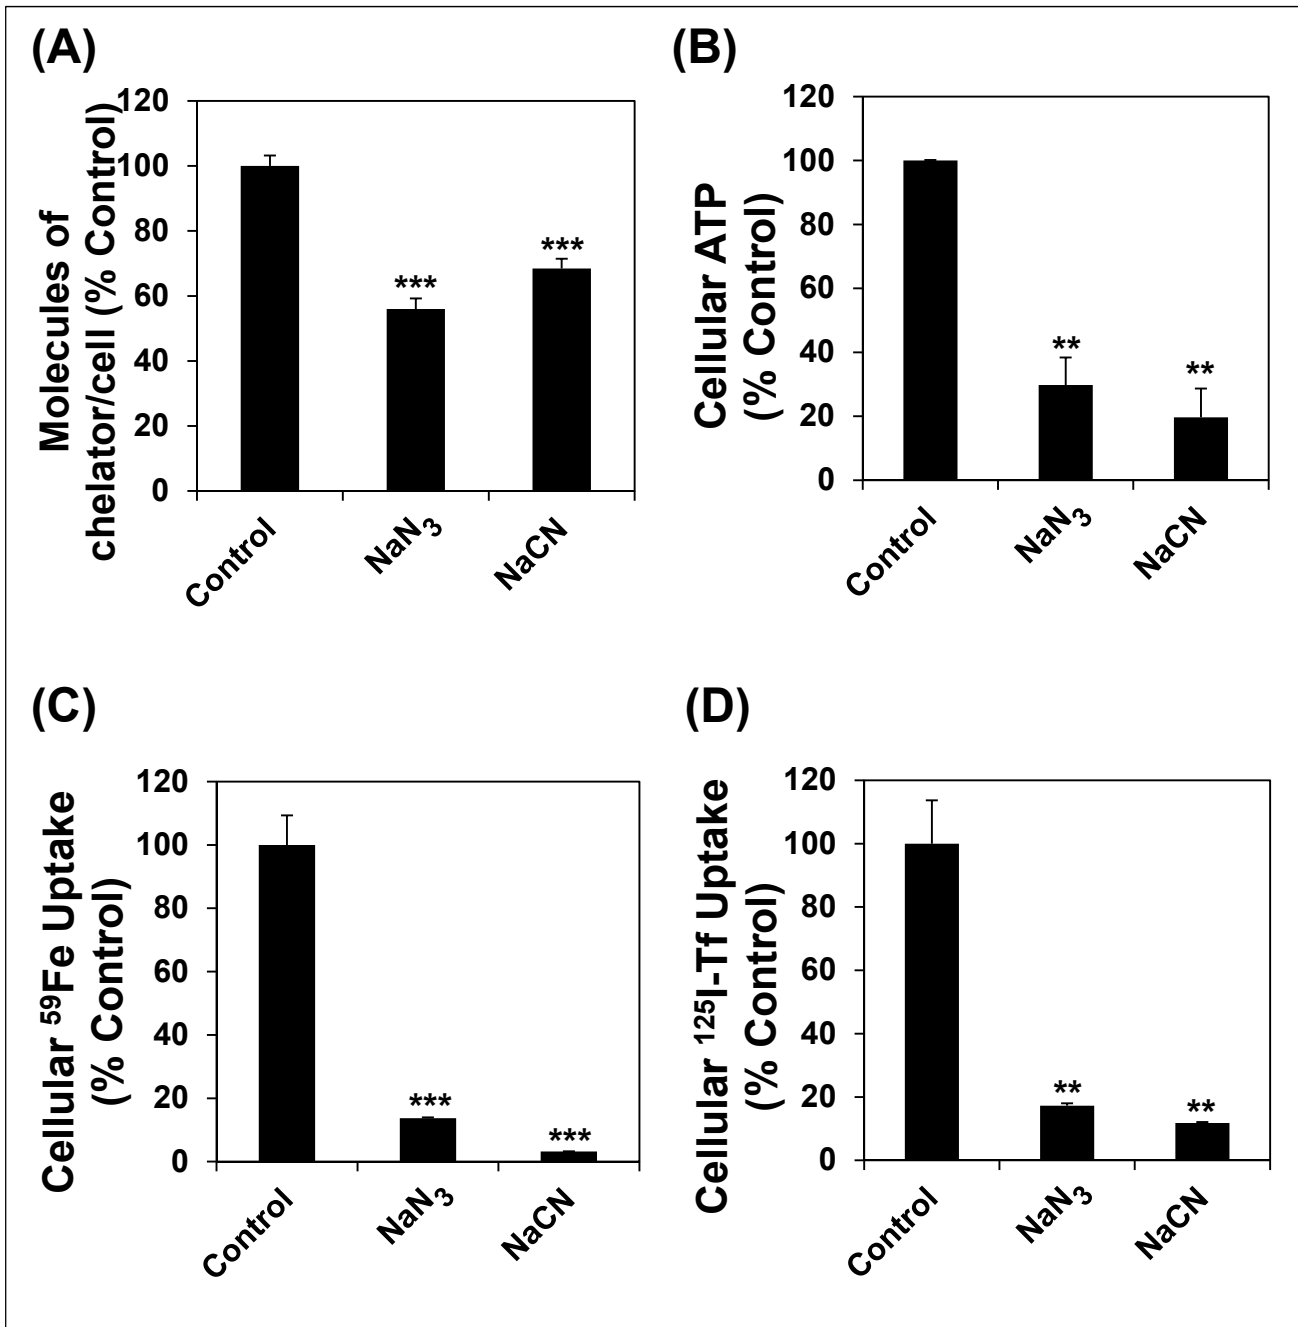 (A)
Molecules of
chelator/cell (% Control)
120
100
80
60
40
20
0
***
***
Control
NaN3
NaCN
(B)
Cellular ATP
(% Control)
120
100
80
60
40
20
0
**
**
Control
NaN3
NaCN
(C)
Cellular 59Fe Uptake
(% Control)
120
100
80
60
40
20
0
***
***
Control
NaN3
NaCN
(D)
Cellular 125I-Tf Uptake
(% Control)
120
100
80
60
40
20
0
**
**
Control
NaN3
NaCN